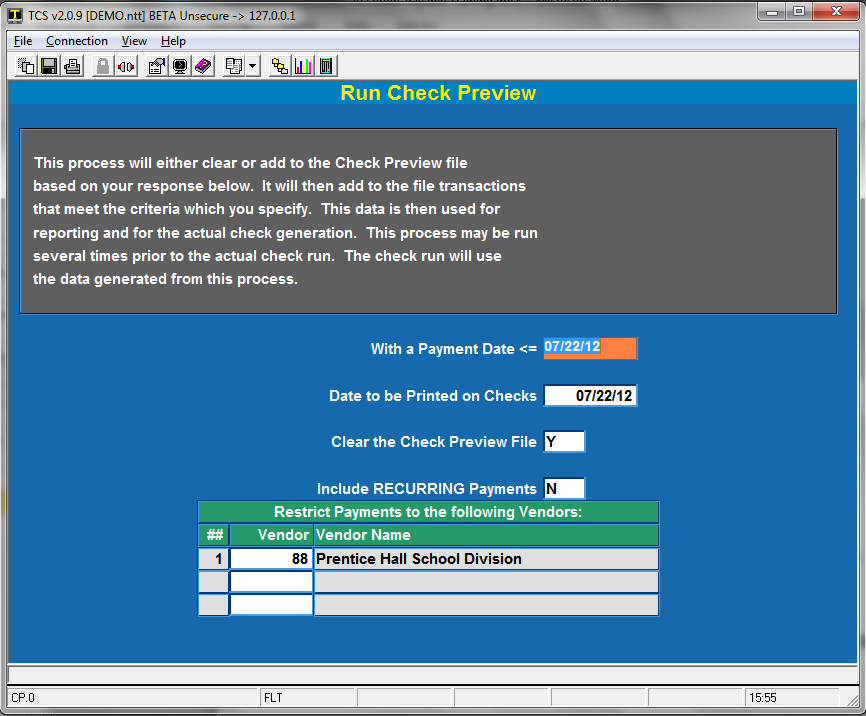 TCS v2.0.9 [DEMO.ntt] BETA Unsecure -> 127.0.0.1
File Connection View Help
Run Check Preview
This process will either clear or add to the Check Preview file
based on your response below. It will then add to the file transactions
that meet the criteria which you specify. This data is then used for
reporting and for the actual check generation. This process may be run
several times prior to the actual check run. The check run will use
the data generated from this process.
With a Payment Date <= 07/22/12
Date to be Printed on Checks 07/22/12
Clear the Check Preview File Y
Include RECURRING Payments N
Restrict Payments to the following Vendors:
## Vendor Vendor Name
1 88 Prentice Hall School Division
CP.0 FLT 15:55